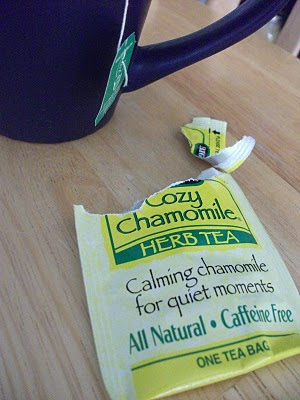 Cozy
Chamomile
HERB TEA
Calming chamomile
for quiet moments
All Natural • Caffeine Free
ONE TEA BAG